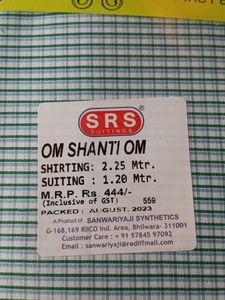 SRS
SUITINGS
OM SHANTI OM
SHIRTING: 2.25 Mtr.
SUITING : 1.20 Mtr.
M.R.P. Rs 444/-
(Inclusive of GST) 559
PACKED: AUGUST, 2023
A Product of SANWARIYAJI SYNTHETICS
G-168,169 RIICO Ind. Area, Bhilwara- 311001
Customer Care : + 91 97845 97092
Email : sanwariyaji@rediffmail.com